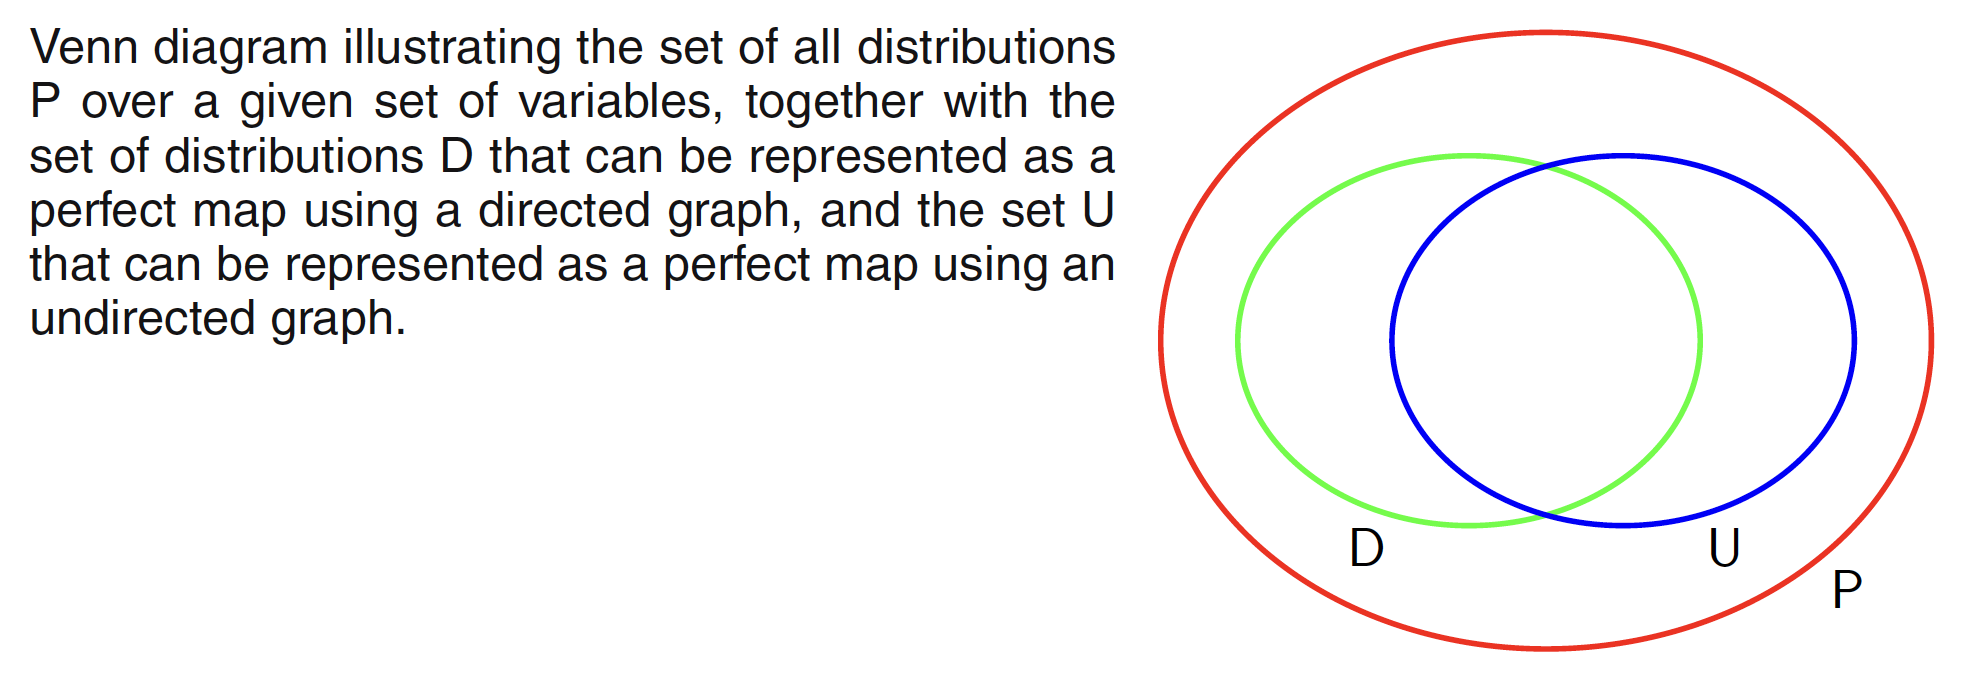 Venn diagram illustrating the set of all distributions
P over a given set of variables, together with the
set of distributions D that can be represented as a
perfect map using a directed graph, and the set U
that can be represented as a perfect map using an
undirected graph.
D
U
P